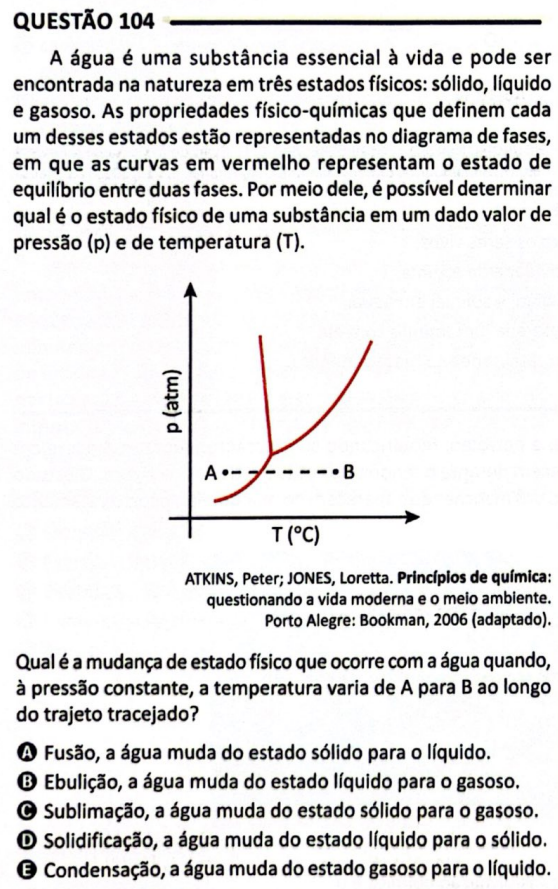 QUESTÃO 104
A água é uma substância essencial à vida e pode ser
encontrada na natureza em três estados físicos: sólido, líquido
e gasoso. As propriedades físico-químicas que definem cada
um desses estados estão representadas no diagrama de fases,
em que as curvas em vermelho representam o estado de
equilíbrio entre duas fases. Por meio dele, é possível determinar
qual é o estado físico de uma substância em um dado valor de
pressão (p) e de temperatura (T).
p (atm)
A
B
T (°C)
ATKINS, Peter; JONES, Loretta. Princípios de química:
questionando a vida moderna e o meio ambiente.
Porto Alegre: Bookman, 2006 (adaptado).
Qual é a mudança de estado físico que ocorre com a água quando,
à pressão constante, a temperatura varia de A para B ao longo
do trajeto tracejado?
A Fusão, a água muda do estado sólido para o líquido.
B Ebulição, a água muda do estado líquido para o gasoso.
C Sublimação, a água muda do estado sólido para o gasoso.
D Solidificação, a água muda do estado líquido para o sólido.
E Condensação, a água muda do estado gasoso para o líquido.